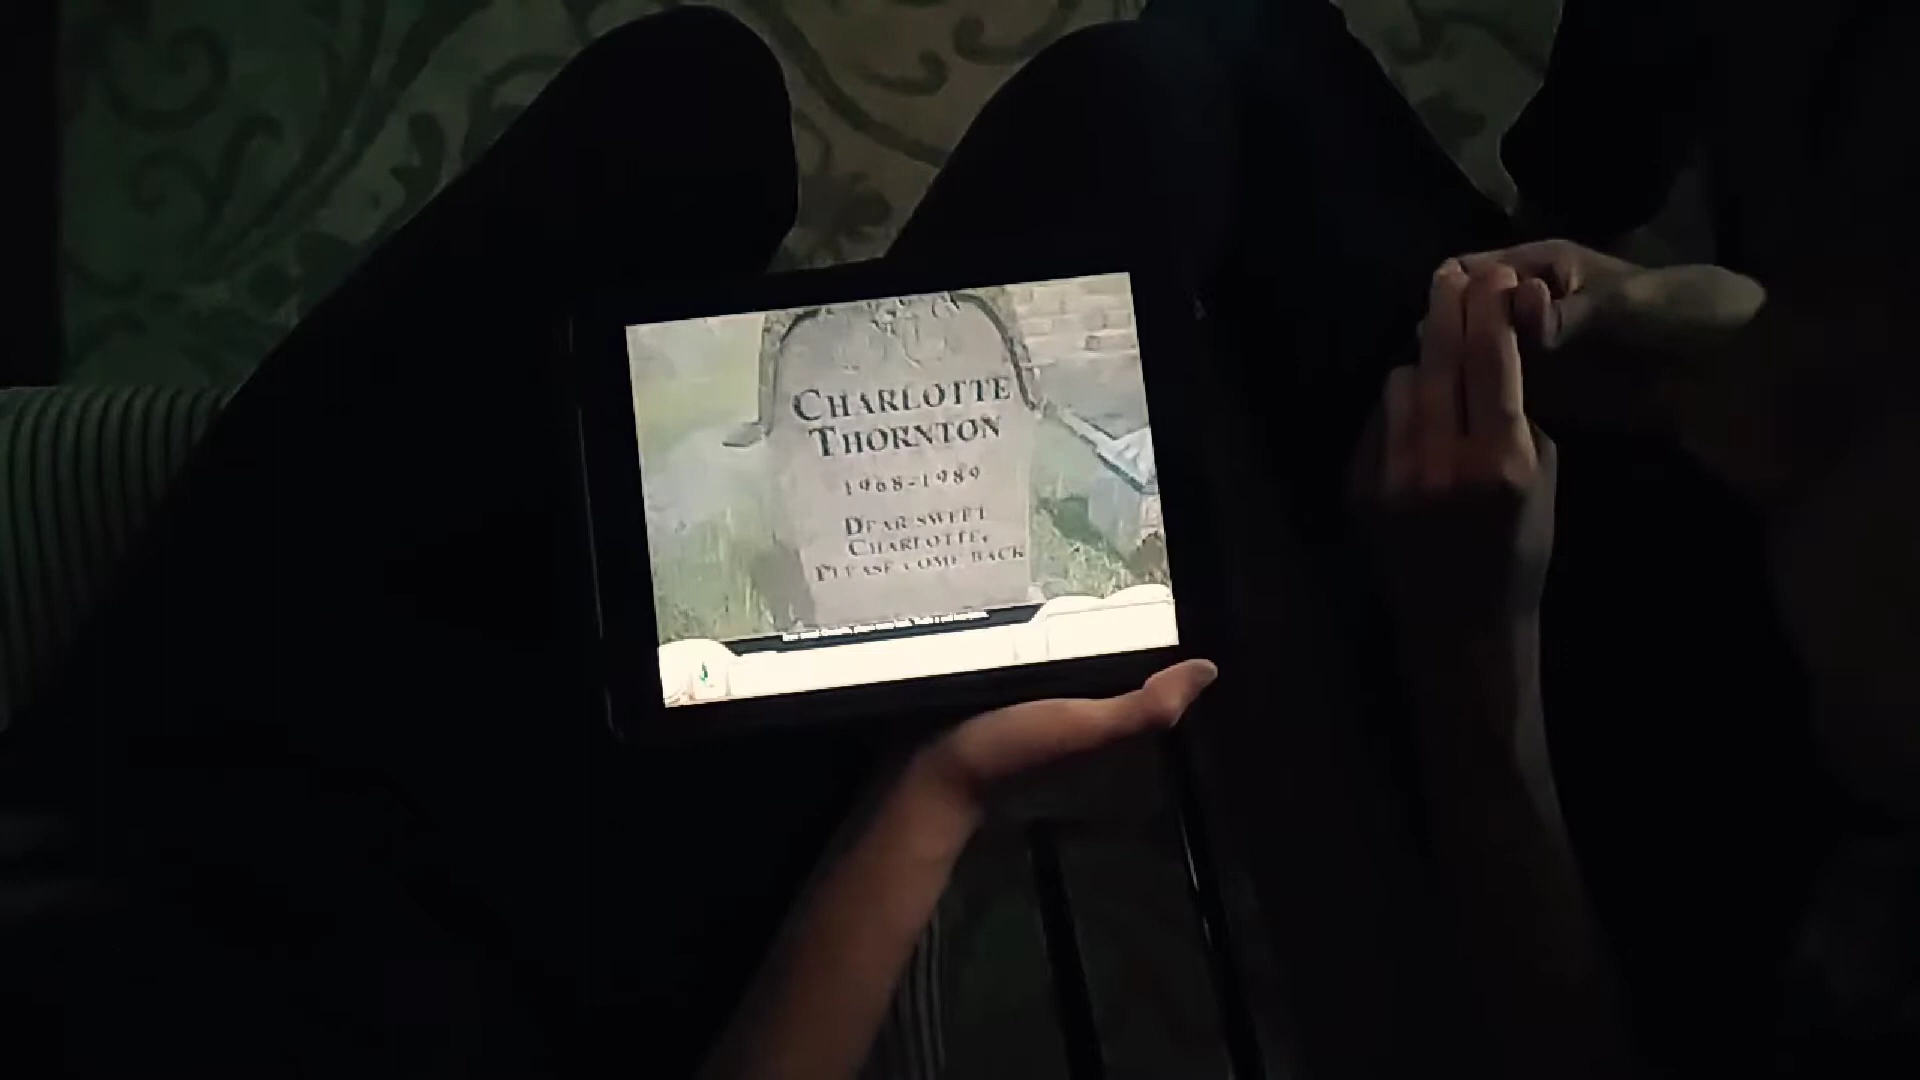 CHARLOTTE
THORNTON
1968-1989
DEAR SWEET
CHARLOTTE,
PLEASE COME BACK